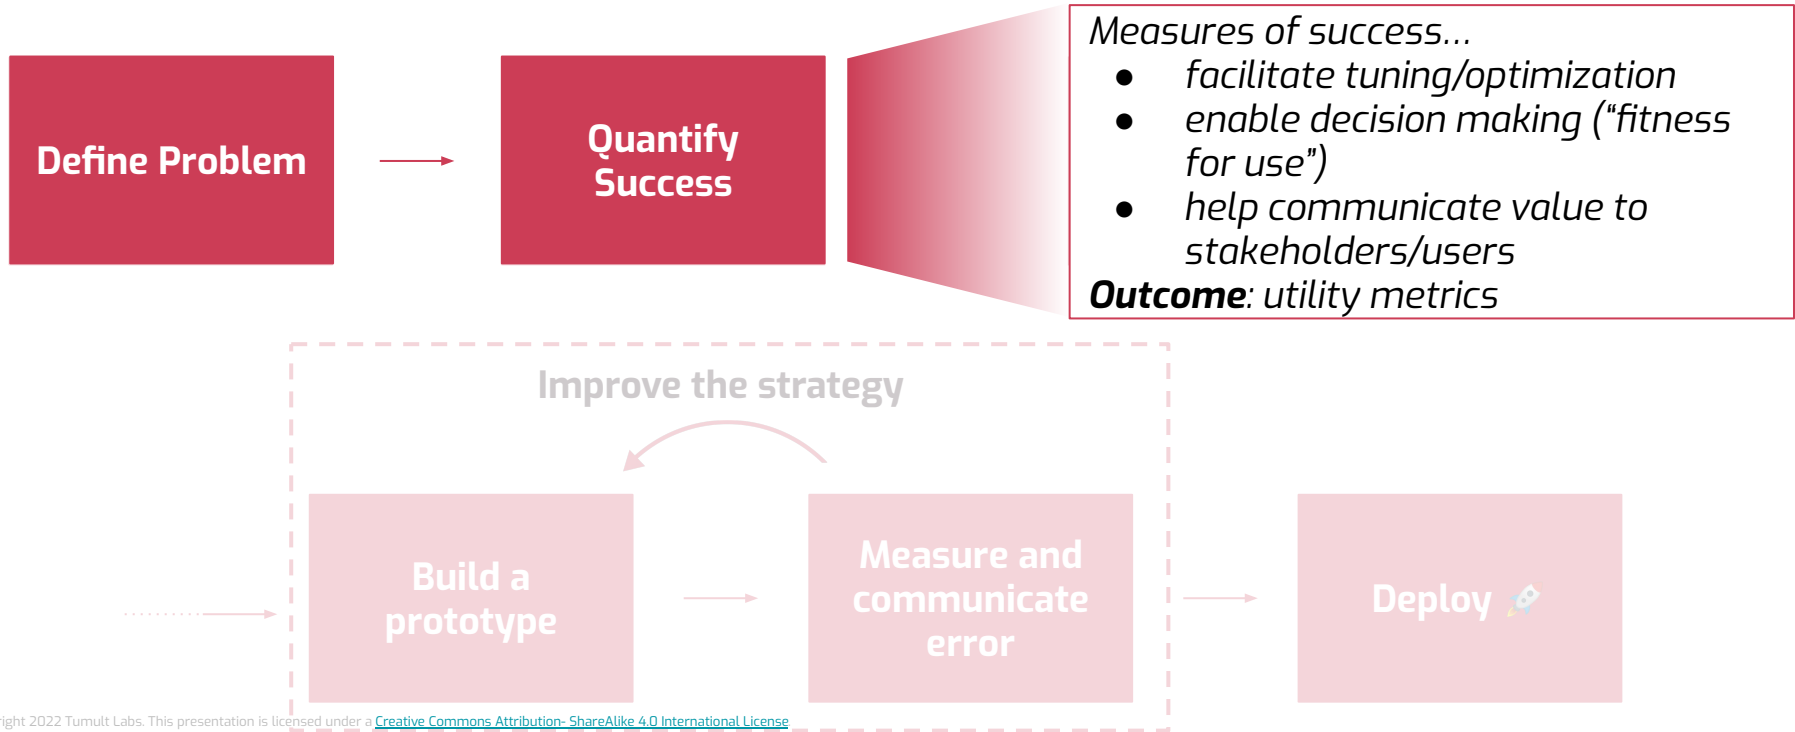 Define Problem
Quantify
Success
Measures of success...
● facilitate tuning/optimization
● enable decision making (“fitness
for use”)
● help communicate value to
stakeholders/users
Outcome: utility metrics
Improve the strategy
Build a
prototype
Measure and
communicate
error
Deploy 🚀
right 2022 Tumult Labs. This presentation is licensed under a Creative Commons Attribution- ShareAlike 4.0 International License.